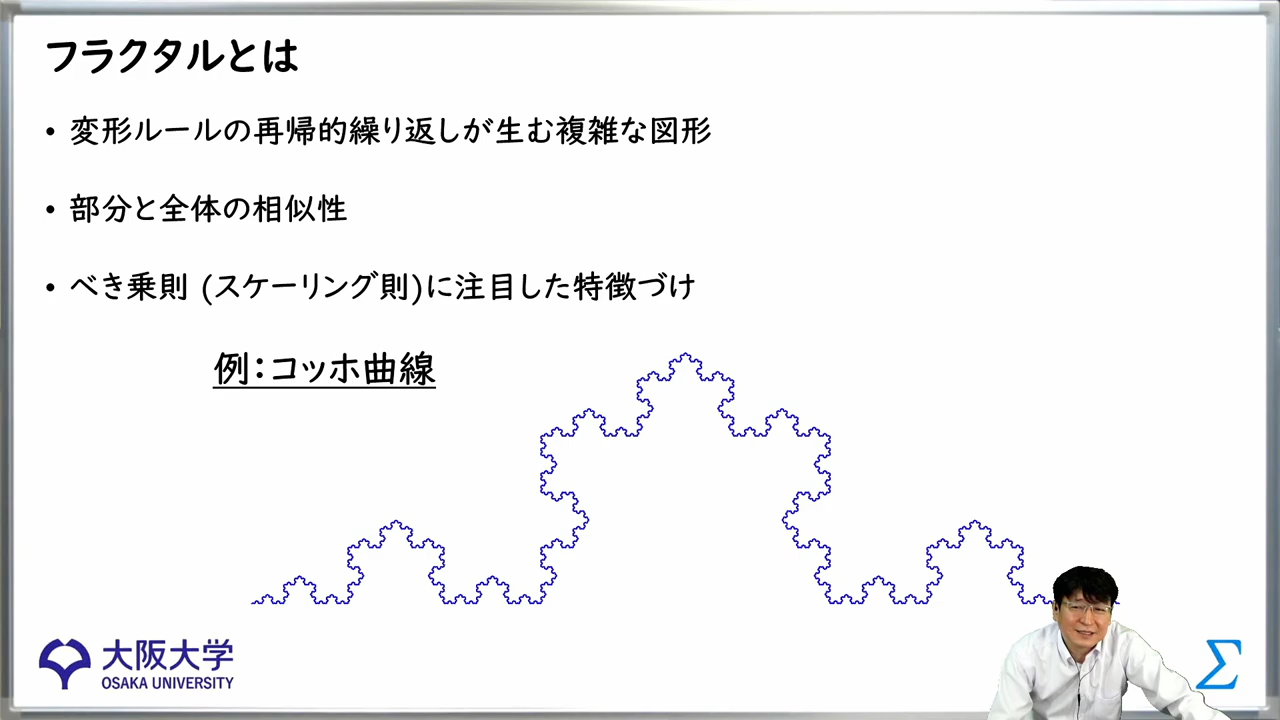 フラクタルとは
• 変形ルールの再帰的繰り返しが生む複雑な図形
• 部分と全体の相似性
• べき乗則 (スケーリング則)に注目した特徴づけ
例：コッホ曲線
大阪大学
OSAKA UNIVERSITY
Σ